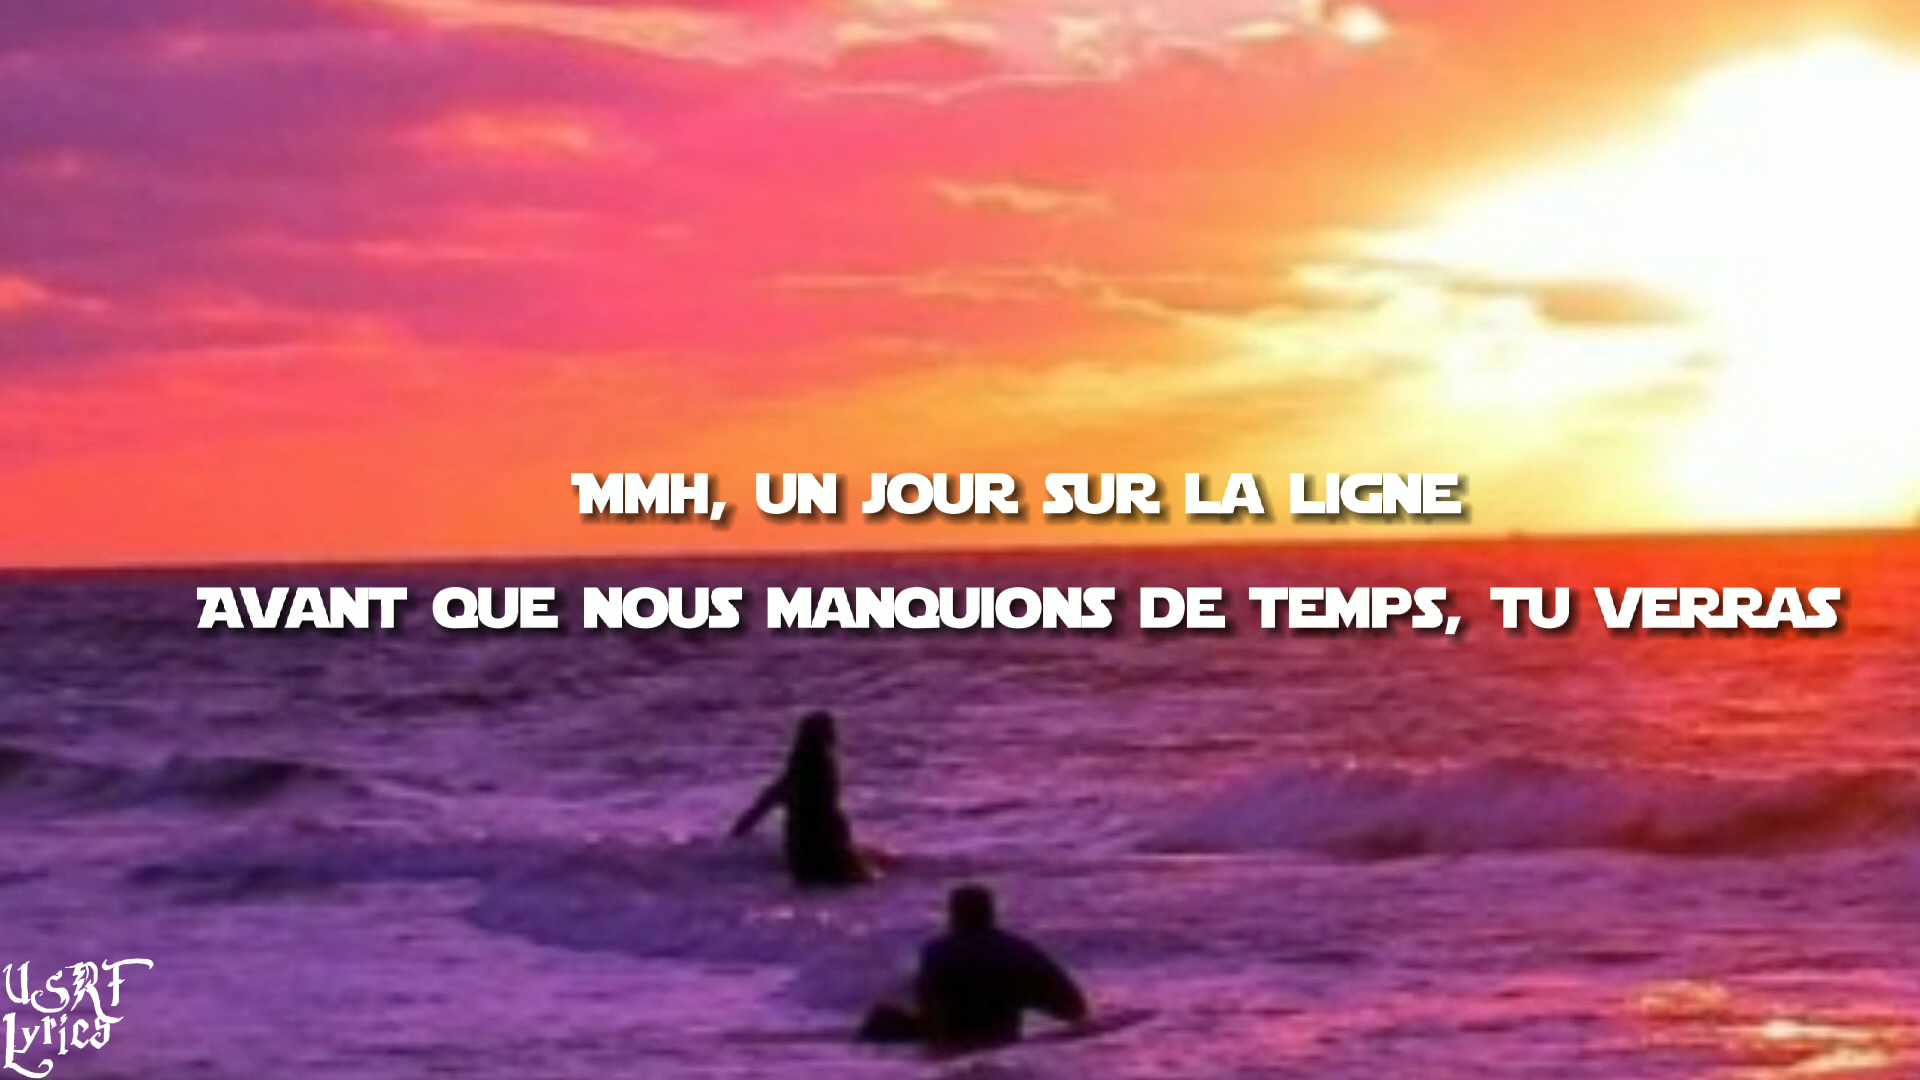 Mmh, un jour sur la ligne
Avant que nous manquions de temps, tu verras
USRF
Lyrics